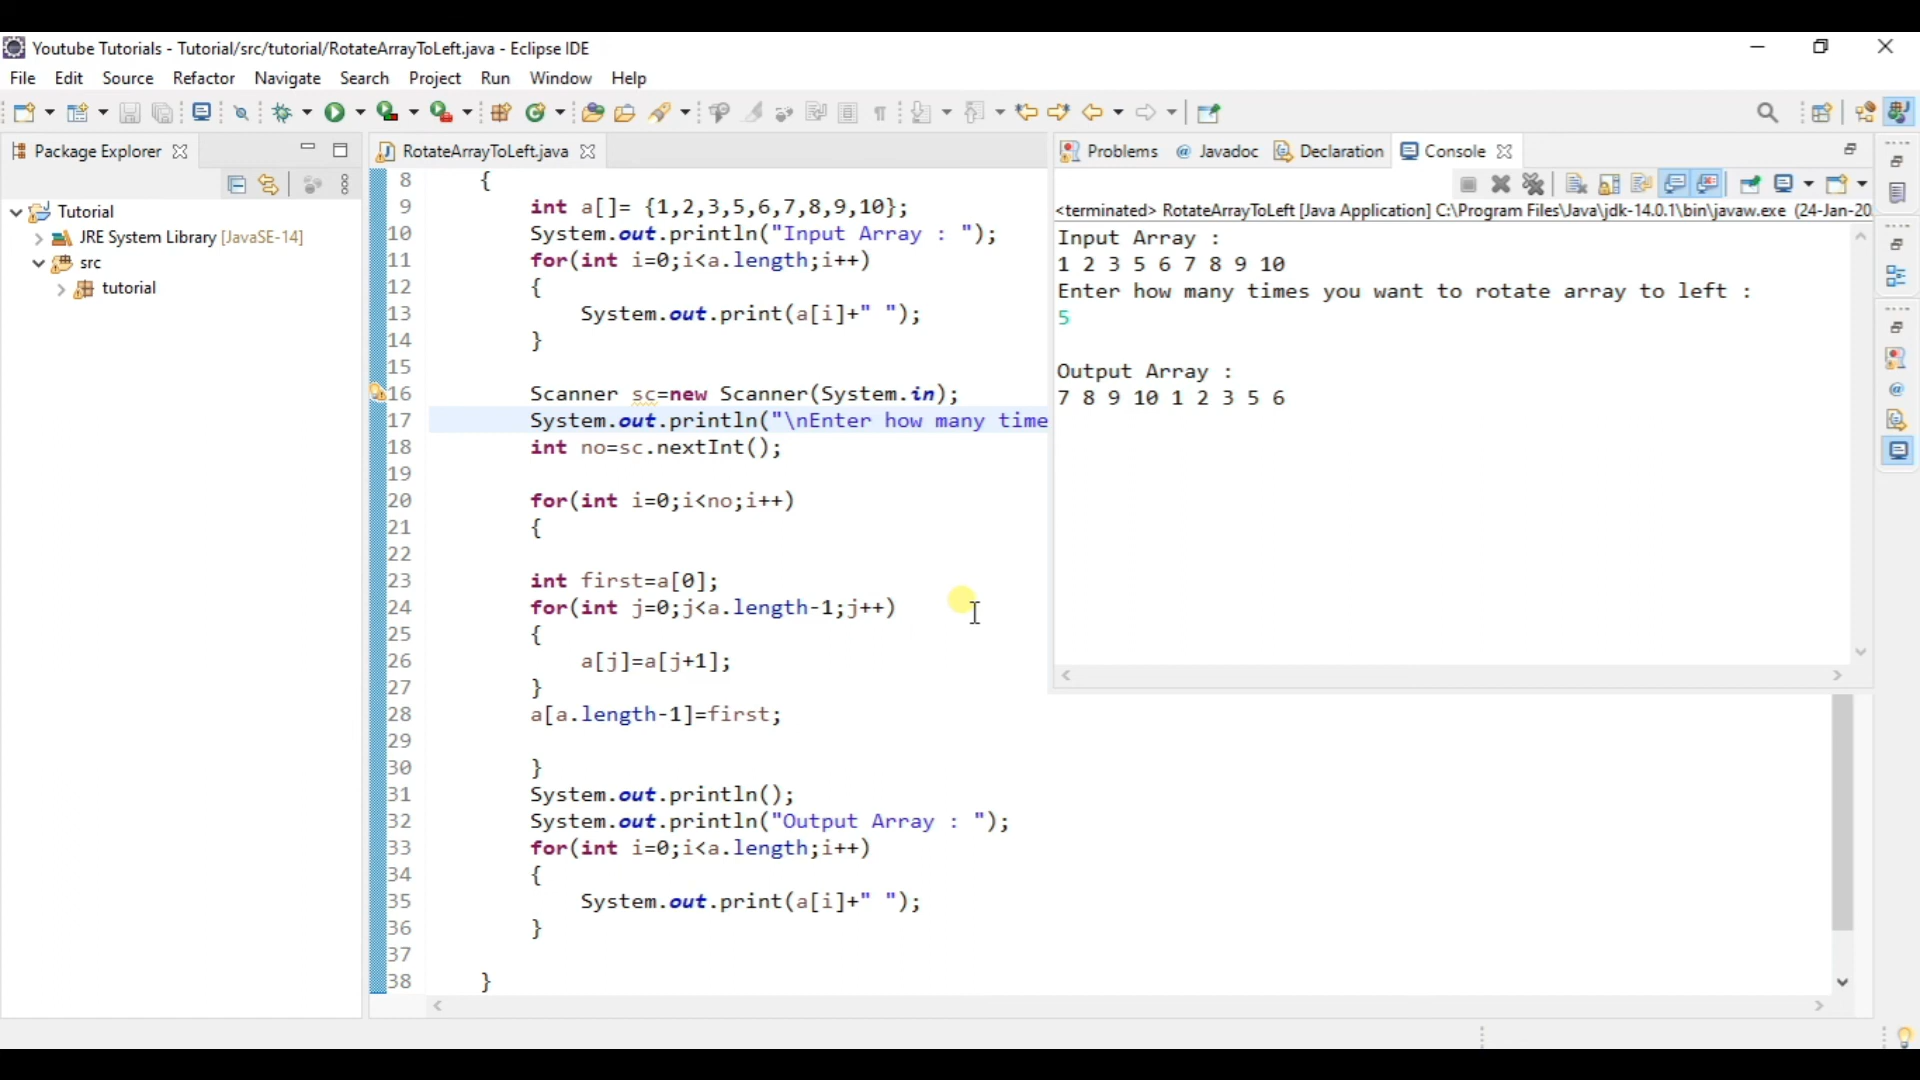 Youtube Tutorials - Tutorial/src/tutorial/RotateArrayToLeft.java - Eclipse IDE
File Edit Source Refactor Navigate Search Project Run Window Help
Package Explorer
Tutorial
JRE System Library [JavaSE-14]
src
tutorial
RotateArrayToLeft.java
8 {
9 int a[]= {1,2,3,5,6,7,8,9,10};
10 System.out.println("Input Array : ");
11 for(int i=0;i<a.length;i++)
12 {
13 System.out.print(a[i]+" ");
14 }
15
16 Scanner sc=new Scanner(System.in);
17 System.out.println("\nEnter how many time
18 int no=sc.nextInt();
19
20 for(int i=0;i<no;i++)
21 {
22
23 int first=a[0];
24 for(int j=0;j<a.length-1;j++)
25 {
26 a[j]=a[j+1];
27 }
28 a[a.length-1]=first;
29
30 }
31 System.out.println();
32 System.out.println("Output Array : ");
33 for(int i=0;i<a.length;i++)
34 {
35 System.out.print(a[i]+" ");
36 }
37
38 }
Problems @ Javadoc Declaration Console
<terminated> RotateArrayToLeft [Java Application] C:\Program Files\Java\jdk-14.0.1\bin\javaw.exe (24-Jan-20
Input Array :
1 2 3 5 6 7 8 9 10
Enter how many times you want to rotate array to left :
5
Output Array :
7 8 9 10 1 2 3 5 6